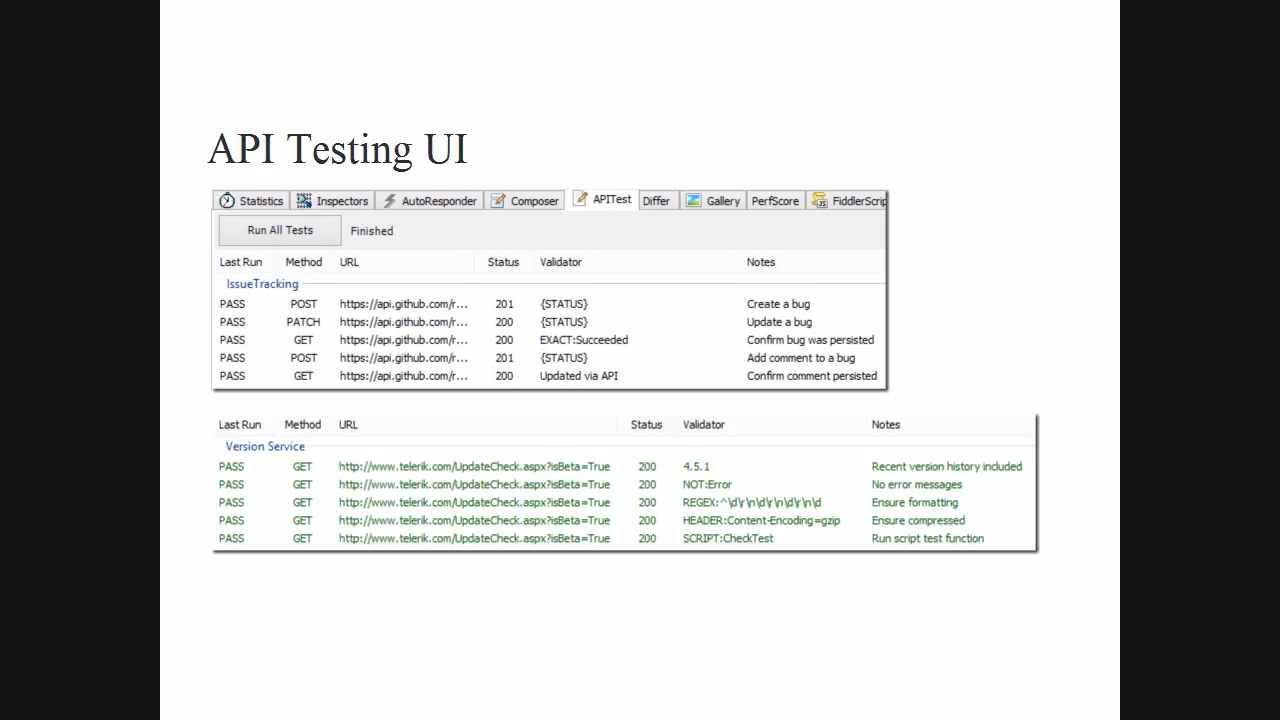 API Testing UI
Statistics Inspectors AutoResponder Composer APITest Differ Gallery PerfScore FiddlerScrip
Run All Tests Finished
Last Run Method URL Status Validator Notes
IssueTracking
PASS POST https://api.github.com/r... 201 {STATUS} Create a bug
PASS PATCH https://api.github.com/r... 200 {STATUS} Update a bug
PASS GET https://api.github.com/r... 200 EXACT:Succeeded Confirm bug was persisted
PASS POST https://api.github.com/r... 201 {STATUS} Add comment to a bug
PASS GET https://api.github.com/r... 200 Updated via API Confirm comment persisted
Last Run Method URL Status Validator Notes
Version Service
PASS GET http://www.telerik.com/UpdateCheck.aspx?isBeta=True 200 4.5.1 Recent version history included
PASS GET http://www.telerik.com/UpdateCheck.aspx?isBeta=True 200 NOT:Error No error messages
PASS GET http://www.telerik.com/UpdateCheck.aspx?isBeta=True 200 REGEX:^\d\r\n\d\r\n\d\r\n\d Ensure formatting
PASS GET http://www.telerik.com/UpdateCheck.aspx?isBeta=True 200 HEADER:Content-Encoding=gzip Ensure compressed
PASS GET http://www.telerik.com/UpdateCheck.aspx?isBeta=True 200 SCRIPT:CheckTest Run script test function